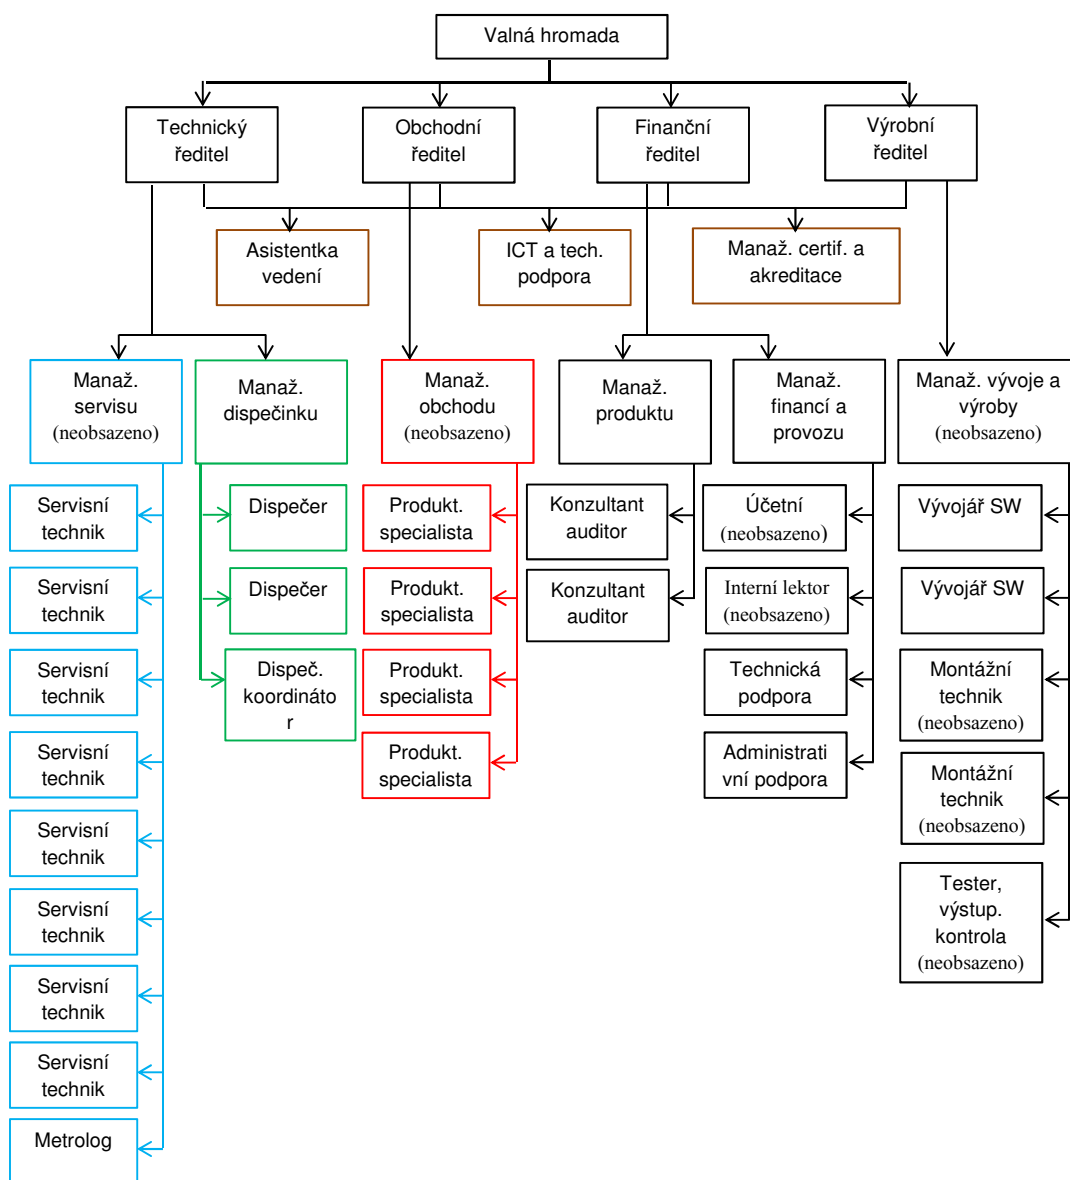 Valná hromada
Technický
ředitel
Obchodní
ředitel
Finanční
ředitel
Výrobní
ředitel
Asistentka
vedení
ICT a tech.
podpora
Manaž. certif. a
akreditace
Manaž.
servisu
(neobsazeno)
Manaž.
dispečinku
Manaž.
obchodu
(neobsazeno)
Manaž.
produktu
Manaž.
financí a
provozu
Manaž. vývoje a
výroby
(neobsazeno)
Servisní
technik
Servisní
technik
Servisní
technik
Servisní
technik
Servisní
technik
Servisní
technik
Servisní
technik
Servisní
technik
Metrolog
Dispečer
Dispečer
Dispeč.
koordináto
r
Produkt.
specialista
Produkt.
specialista
Produkt.
specialista
Produkt.
specialista
Konzultant
auditor
Konzultant
auditor
Účetní
(neobsazeno)
Interní lektor
(neobsazeno)
Technická
podpora
Administrati
vní podpora
Vývojář SW
Vývojář SW
Montážní
technik
(neobsazeno)
Montážní
technik
(neobsazeno)
Tester,
výstup.
kontrola
(neobsazeno)